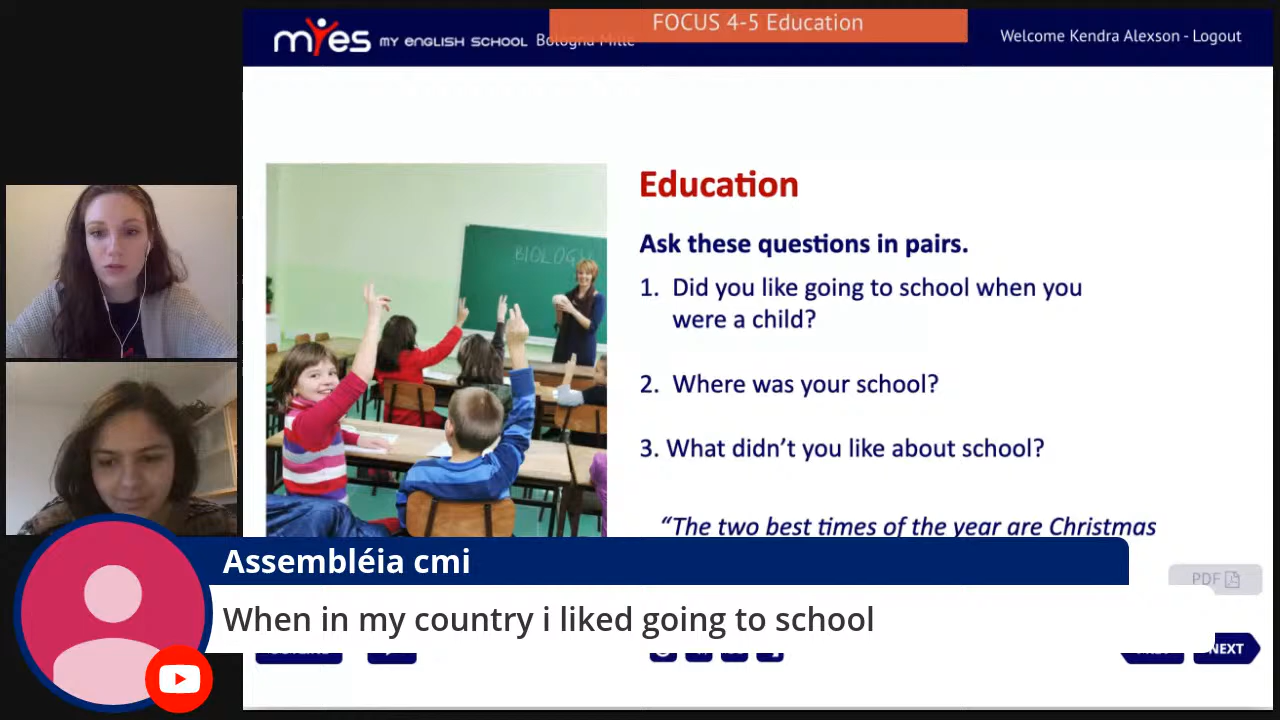 FOCUS 4-5 Education
myes MY ENGLISH SCHOOL Bologna Mille
Welcome Kendra Alexson - Logout
BIOLOGY
Education
Ask these questions in pairs.
1. Did you like going to school when you
were a child?
2. Where was your school?
3. What didn't you like about school?
“The two best times of the year are Christmas
Assembléia cmi
PDF
When in my country i liked going to school
NEXT